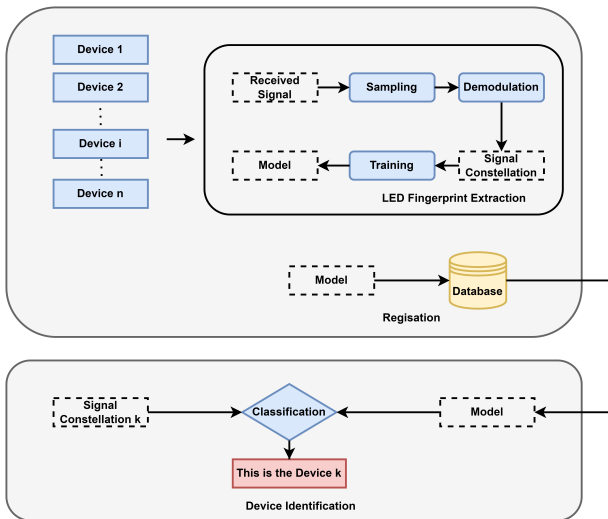 Device 1
Device 2
Device i
Device n
Received
Signal
Sampling
Demodulation
Model
Training
Signal
Constellation
LED Fingerprint Extraction
Model
Database
Regisation
Signal
Constellation k
Classification
Model
This is the Device k
Device Identification